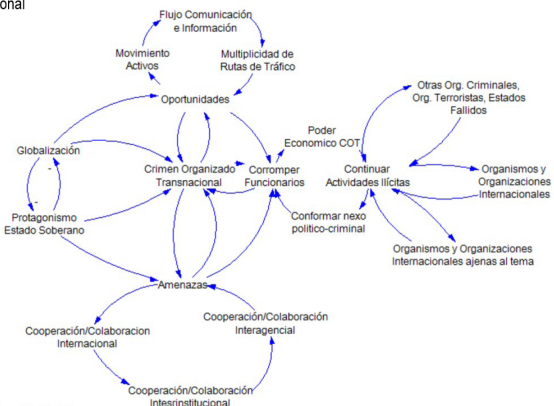 onal
Flujo Comunicación
e Información
Movimiento
Activos
Multiplicidad de
Rutas de Tráfico
Oportunidades
Otras Org. Criminales,
Org. Terroristas, Estados
Fallidos
Poder
Economico COT
Globalización
-
-
Crimen Organizado
Transnacional
Corromper
Funcionarios
Continuar
Actividades Ilícitas
Organismos y
Organizaciones
Internacionales
Protagonismo
Estado Soberano
Conformar nexo
politico-criminal
Organismos y Organizaciones
Internacionales ajenas al tema
Amenazas
Cooperación/Colaboracion
Internacional
Cooperación/Colaboración
Interagencial
Cooperación/Colaboración
Intesrinstitucional